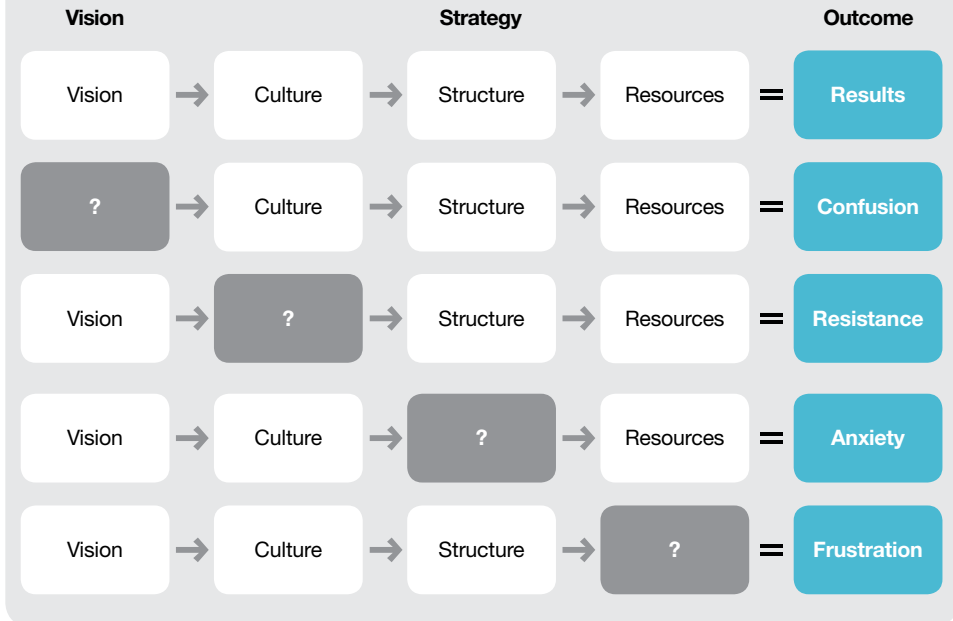 Vision Strategy Outcome
Vision → Culture → Structure → Resources = Results
? → Culture → Structure → Resources = Confusion
Vision → ? → Structure → Resources = Resistance
Vision → Culture → ? → Resources = Anxiety
Vision → Culture → Structure → ? = Frustration